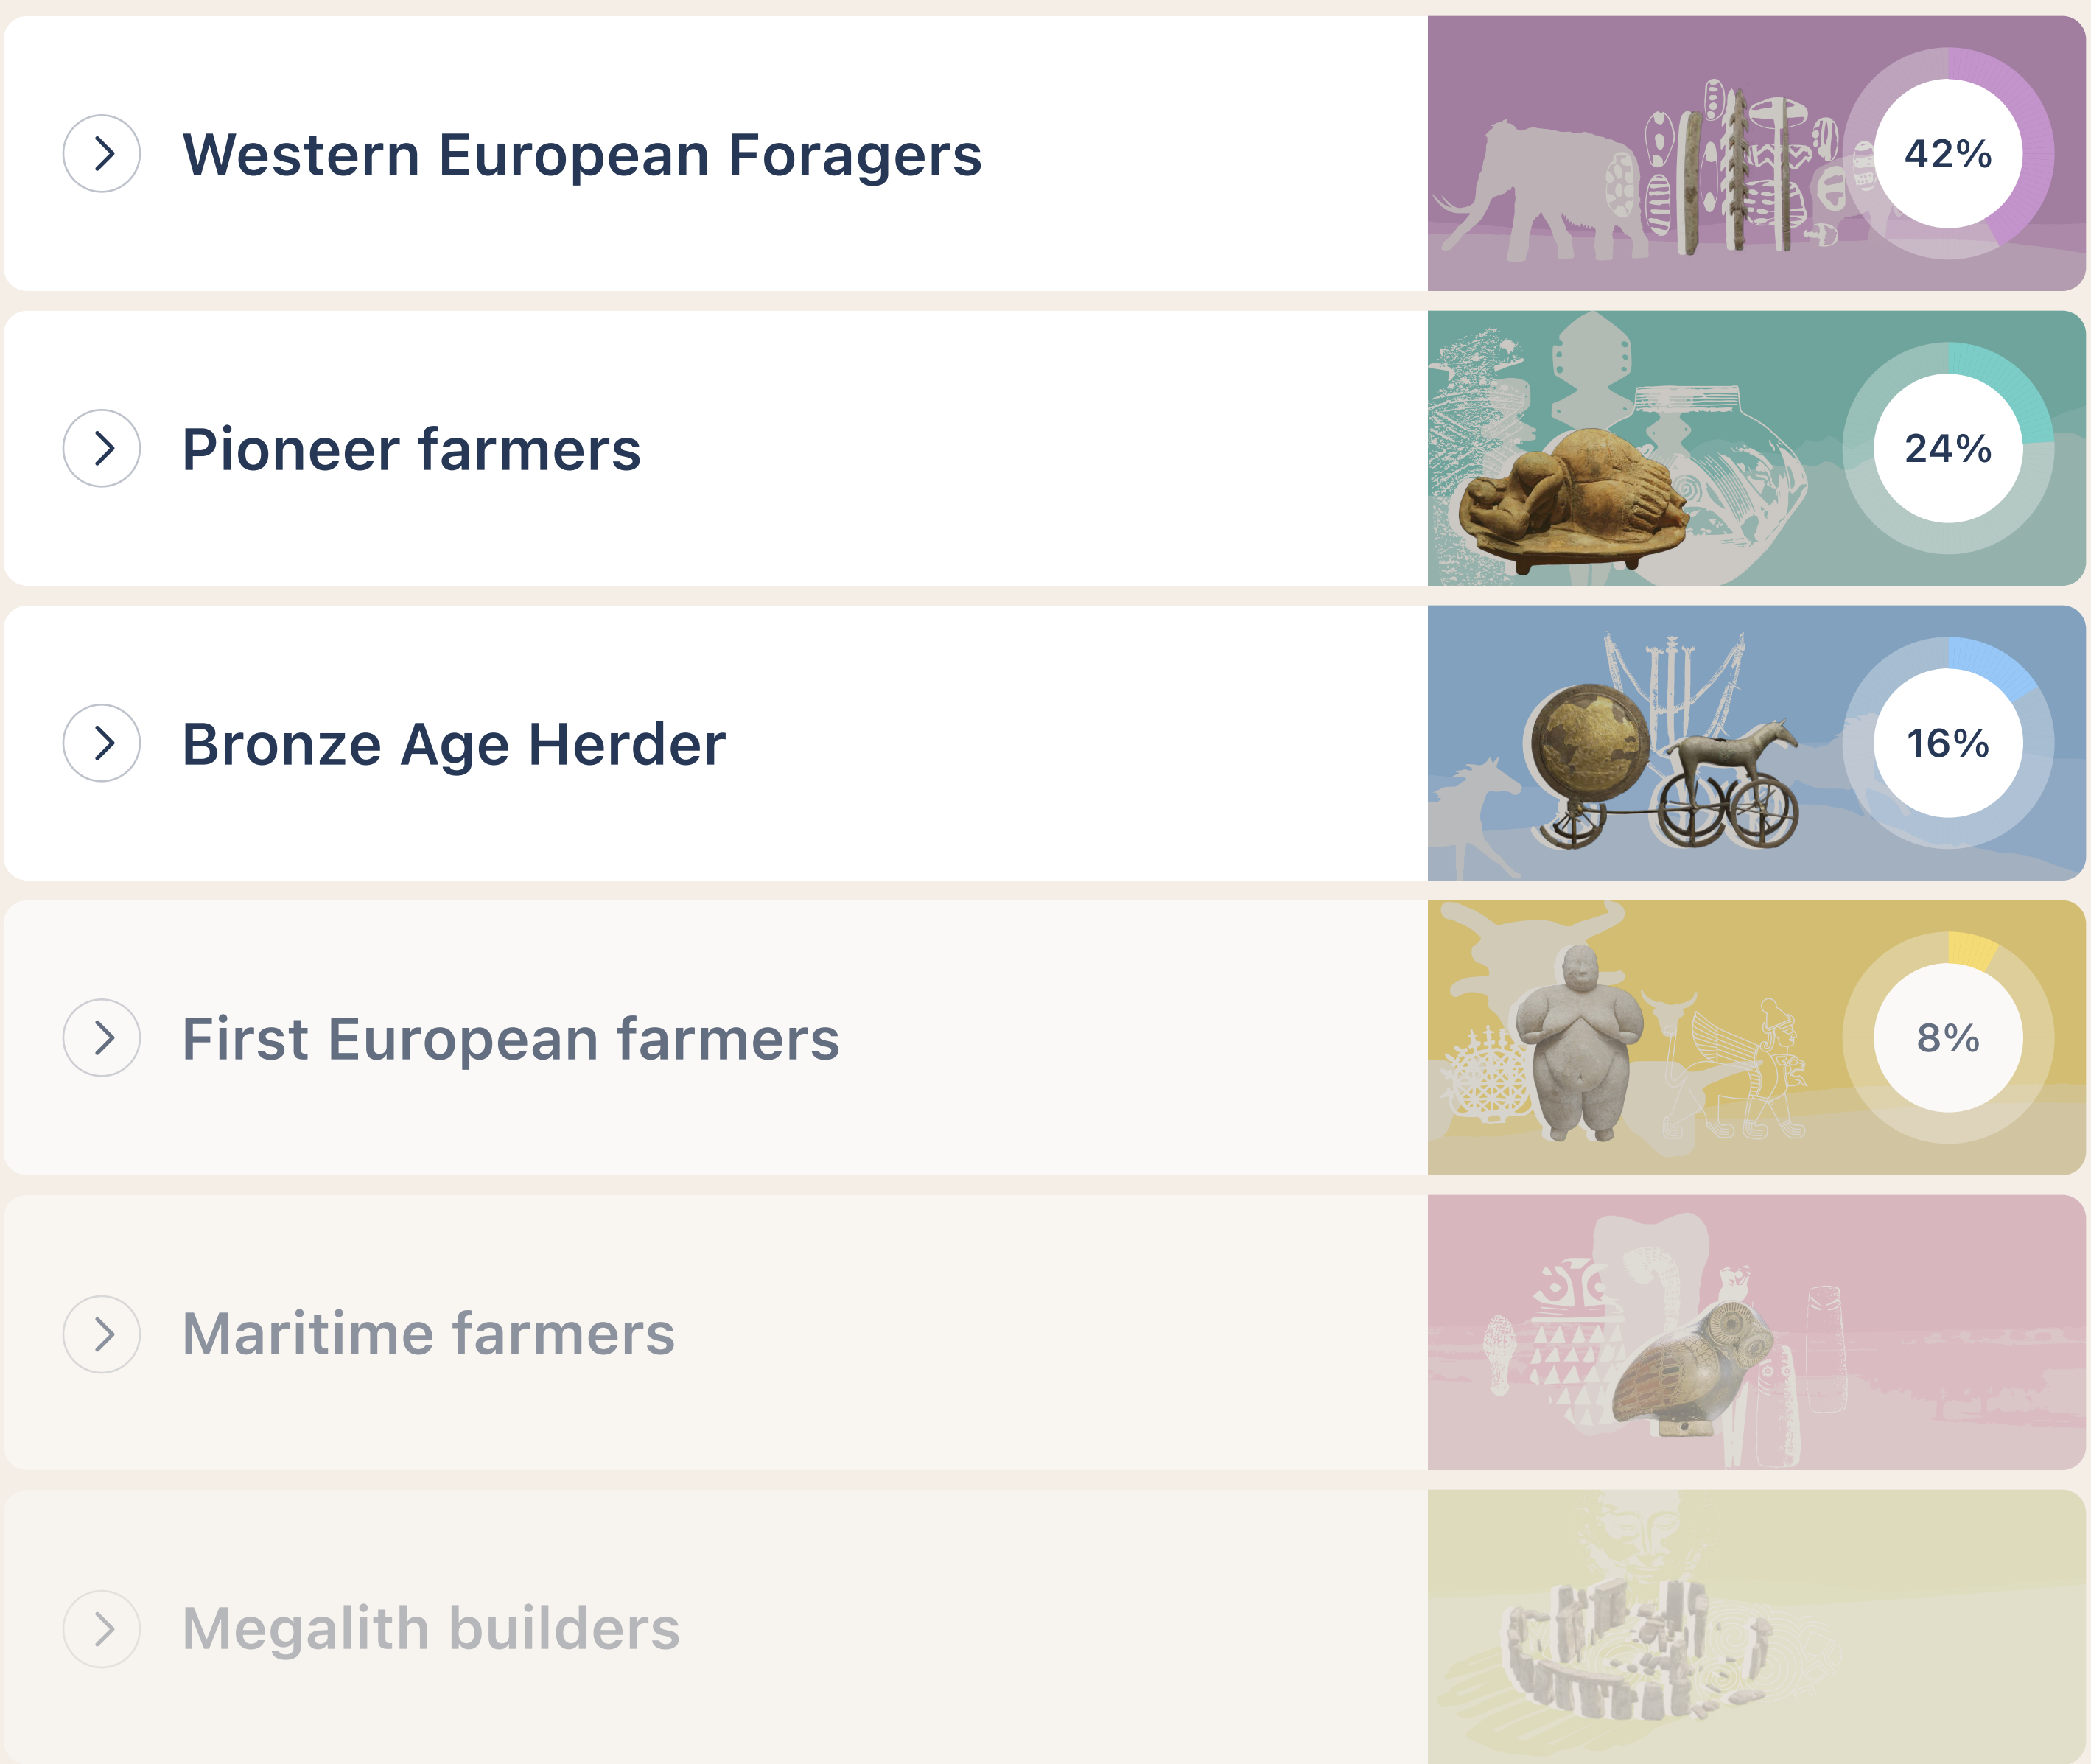 Western European Foragers
42%
Pioneer farmers
24%
Bronze Age Herder
16%
First European farmers
8%
Maritime farmers
Megalith builders